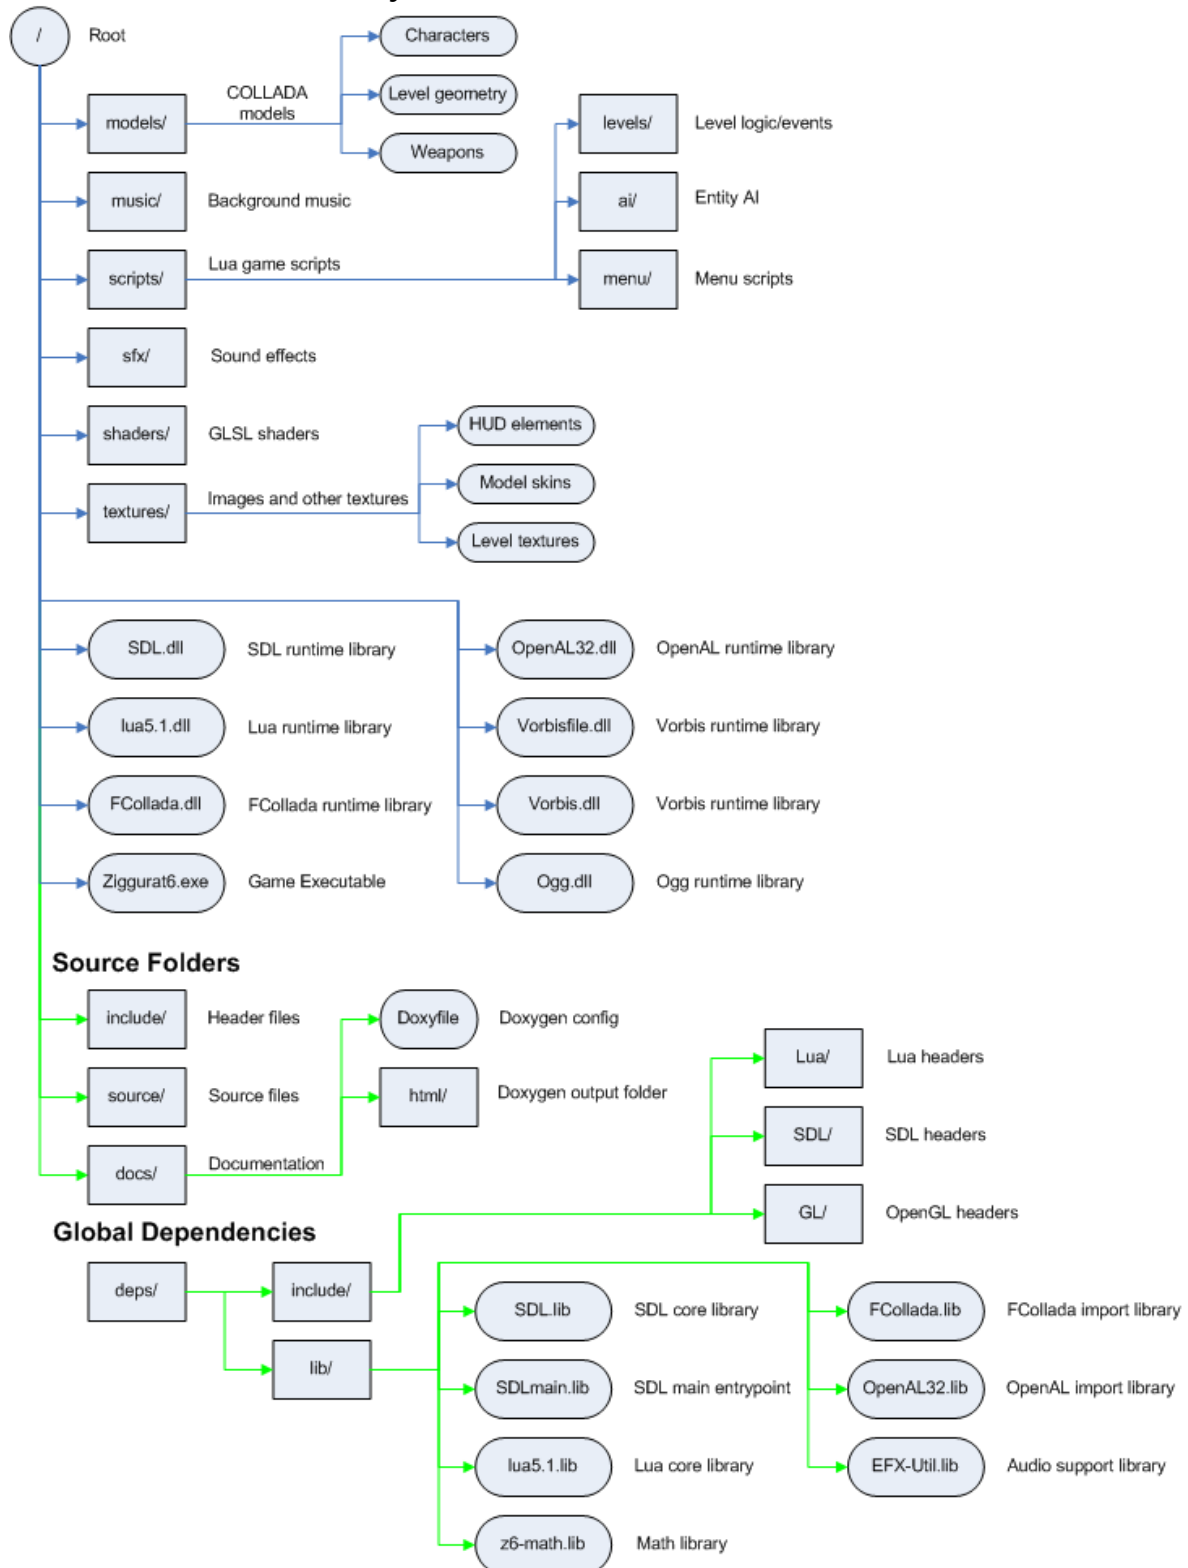 /
Root
Characters
COLLADA
models
Level geometry
models/
levels/
Level logic/events
Weapons
music/
Background music
ai/
Entity AI
scripts/
Lua game scripts
menu/
Menu scripts
sfx/
Sound effects
HUD elements
shaders/
GLSL shaders
Model skins
textures/
Images and other textures
Level textures
SDL.dll
SDL runtime library
OpenAL32.dll
OpenAL runtime library
lua5.1.dll
Lua runtime library
Vorbisfile.dll
Vorbis runtime library
FCollada.dll
FCollada runtime library
Vorbis.dll
Vorbis runtime library
Ziggurat6.exe
Game Executable
Ogg.dll
Ogg runtime library
Source Folders
include/
Header files
Doxyfile
Doxygen config
Lua/
Lua headers
source/
Source files
html/
Doxygen output folder
SDL/
SDL headers
docs/
Documentation
GL/
OpenGL headers
Global Dependencies
deps/
include/
SDL.lib
SDL core library
FCollada.lib
FCollada import library
lib/
SDLmain.lib
SDL main entrypoint
OpenAL32.lib
OpenAL import library
lua5.1.lib
Lua core library
EFX-Util.lib
Audio support library
z6-math.lib
Math library